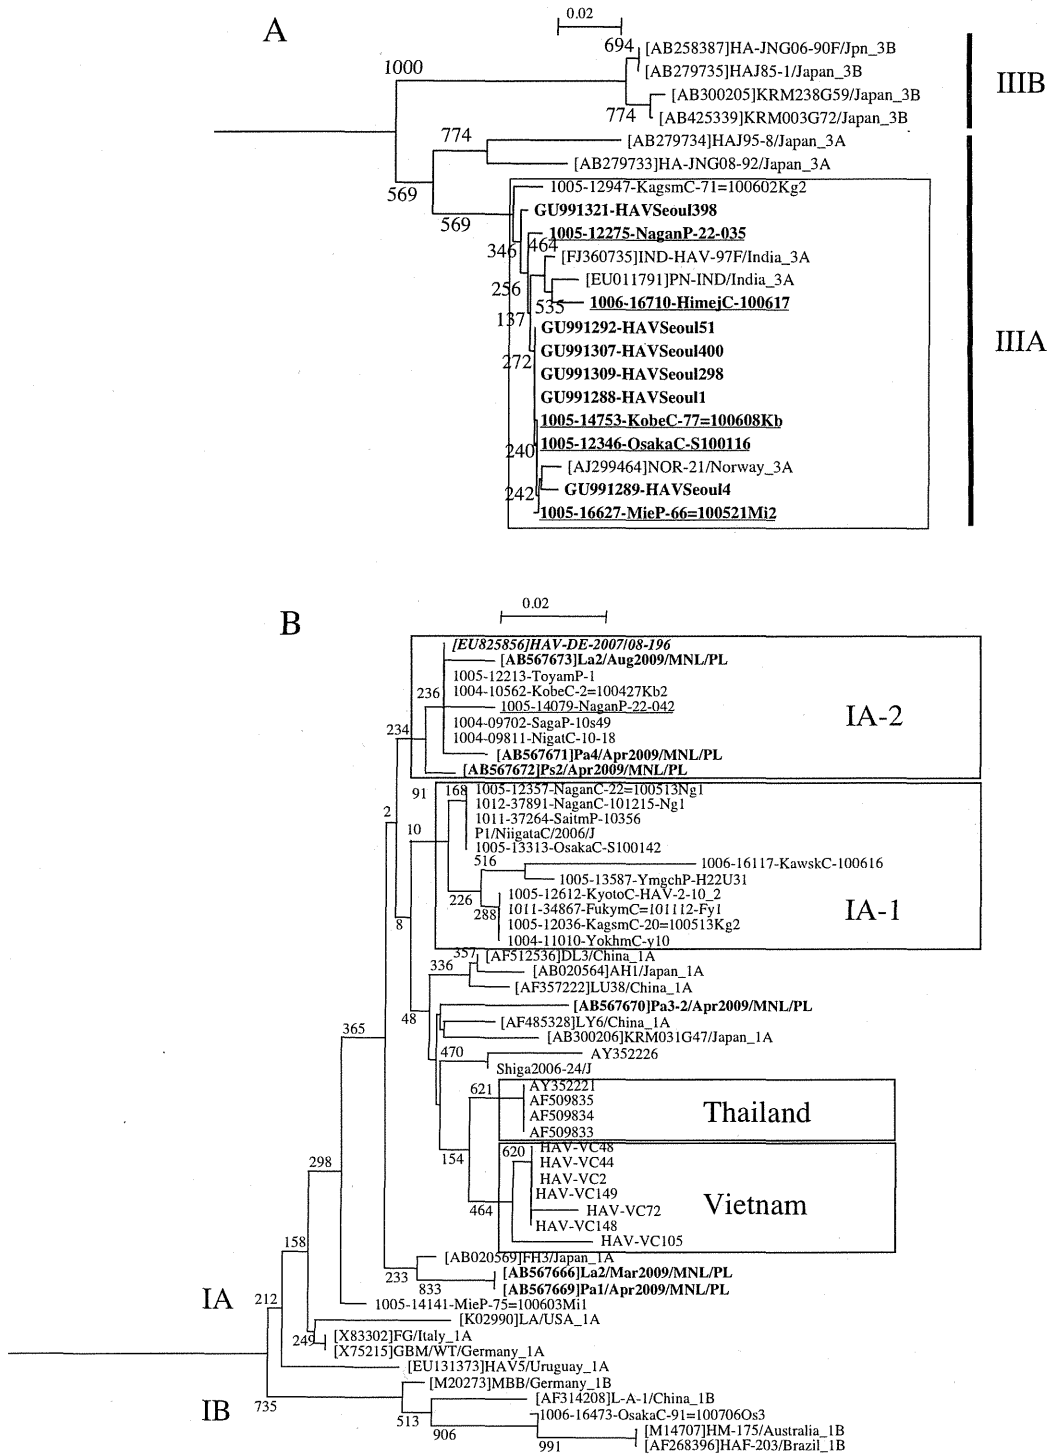 A
0.02
694
[AB258387]HA-JNG06-90F/Jpn_3B
1000
[AB279735]HAJ85-1/Japan_3B
IIIB
[AB300205]KRM238G59/Japan_3B
774
[AB425339]KRM003G72/Japan_3B
774
[AB279734]HAJ95-8/Japan_3A
[AB279733]HA-JNG08-92/Japan_3A
569
1005-12947-KagsmC-71=100602Kg2
569
GU991321-HAVSeoul398
1005-12275-NaganP-22-035
346
464
[FJ360735]IND-HAV-97F/India_3A
[EU011791]PN-IND/India_3A
256
535
1006-16710-HimejC-100617
137
GU991292-HAVSeoul51
IIIA
GU991307-HAVSeoul400
272
GU991309-HAVSeoul298
GU991288-HAVSeoul1
1005-14753-KobeC-77=100608Kb
1005-12346-OsakaC-S100116
240
[AJ299464]NOR-21/Norway_3A
GU991289-HAVSeoul4
242
1005-16627-MieP-66=100521Mi2
B
0.02
[EU825856]HAV-DE-2007/08-196
[AB567673]La2/Aug2009/MNL/PL
1005-12213-ToyamP-1
236
1004-10562-KobeC-2=100427Kb2
1005-14079-NaganP-22-042
IA-2
1004-09702-SagaP-10s49
234
1004-09811-NigatC-10-18
[AB567671]Pa4/Apr2009/MNL/PL
[AB567672]Ps2/Apr2009/MNL/PL
91
168
1005-12357-NaganC-22=100513Ng1
1012-37891-NaganC-101215-Ng1
2
1011-37264-SaitmP-10356
10
P1/NiigataC/2006/J
1005-13313-OsakaC-S100142
516
1006-16117-KawskC-100616
1005-13587-YmgchP-H22U31
226
1005-12612-KyotoC-HAV-2-10_2
288
1011-34867-FukymC=101112-Fy1
IA-1
8
1005-12036-KagsmC-20=100513Kg2
1004-11010-YokhmC-y10
357
[AF512536]DL3/China_1A
336
[AB020564]AH1/Japan_1A
[AF357222]LU38/China_1A
[AB567670]Pa3-2/Apr2009/MNL/PL
48
[AF485328]LY6/China_1A
365
[AB300206]KRM031G47/Japan_1A
470
AY352226
Shiga2006-24/J
621
AY352221
AF509835
Thailand
AF509834
AF509833
154
620
HAV-VC48
298
HAV-VC44
HAV-VC2
HAV-VC149
Vietnam
464
HAV-VC72
HAV-VC148
158
HAV-VC105
[AB020569]FH3/Japan_1A
233
[AB567666]La2/Mar2009/MNL/PL
833
[AB567669]Pa1/Apr2009/MNL/PL
IA
212
1005-14141-MieP-75=100603Mi1
[K02990]LA/USA_1A
249
[X83302]FG/Italy_1A
[X75215]GBM/WT/Germany_1A
[EU131373]HAV5/Uruguay_1A
[M20273]MBB/Germany_1B
IB
735
[AF314208]L-A-1/China_1B
513
1006-16473-OsakaC-91=100706Os3
906
[M14707]HM-175/Australia_1B
991
[AF268396]HAF-203/Brazil_1B